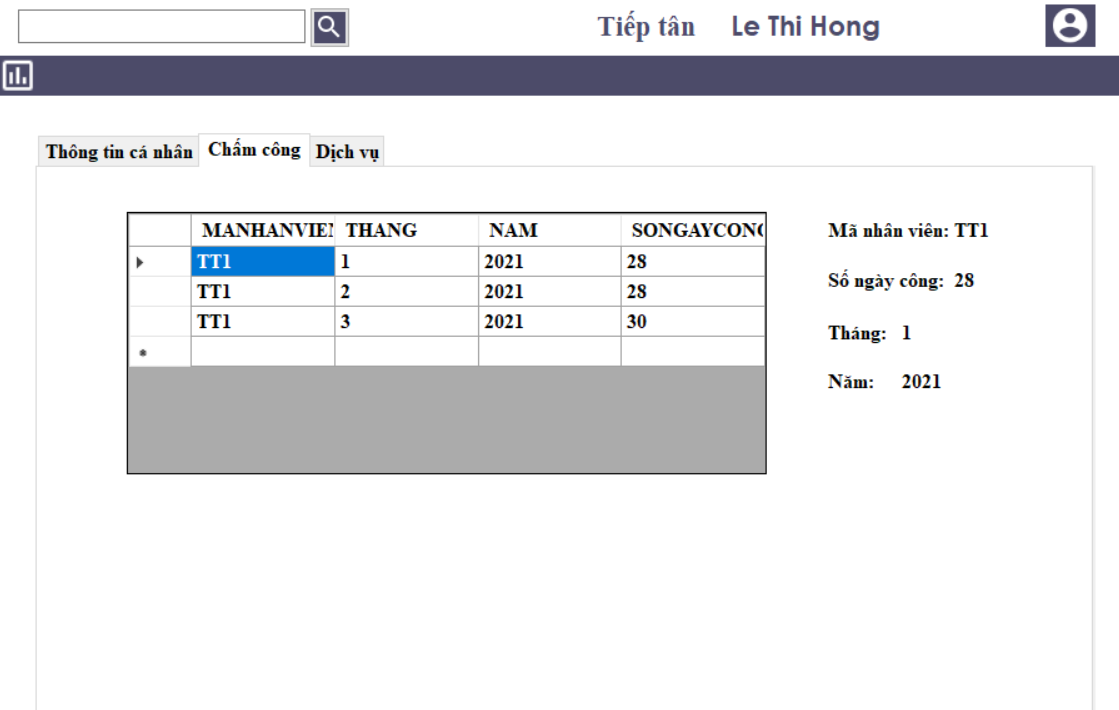 Tiếp tân Le Thi Hong
Thông tin cá nhân Chấm công Dịch vụ
MANHANVIEN THANG NAM SONGAYCONG
TT1 1 2021 28
TT1 2 2021 28
TT1 3 2021 30
Mã nhân viên: TT1
Số ngày công: 28
Tháng: 1
Năm: 2021